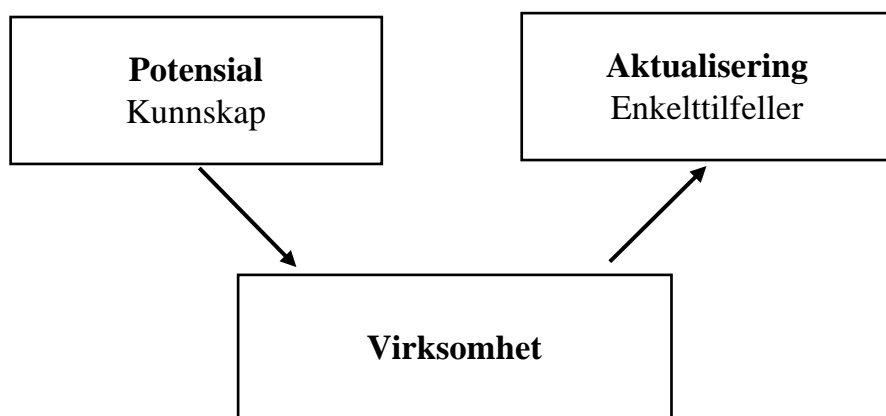 Potensial
Kunnskap
Aktualisering
Enkelttilfeller
Virksomhet